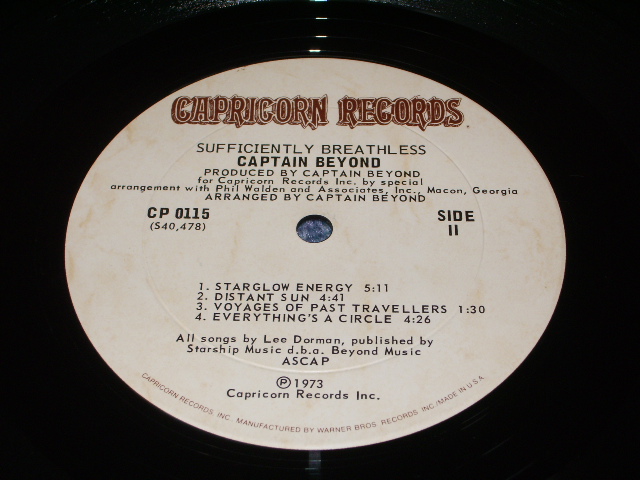 CAPRICORN RECORDS
SUFFICIENTLY BREATHLESS
CAPTAIN BEYOND
PRODUCED BY CAPTAIN BEYOND
for Capricorn Records Inc. by special
arrangement with Phil Walden and Associates, Inc., Macon, Georgia
ARRANGED BY CAPTAIN BEYOND
CP 0115
(S40,478)
SIDE
II
1. STARGLOW ENERGY 5:11
2. DISTANT SUN 4:41
3. VOYAGES OF PAST TRAVELLERS 1:30
4. EVERYTHING'S A CIRCLE 4:26
All songs by Lee Dorman, published by
Starship Music d.b.a. Beyond Music
ASCAP
Ⓟ 1973
Capricorn Records Inc.
CAPRICORN RECORDS, INC. MANUFACTURED BY WARNER BROS. RECORDS, INC./MADE IN U.S.A.